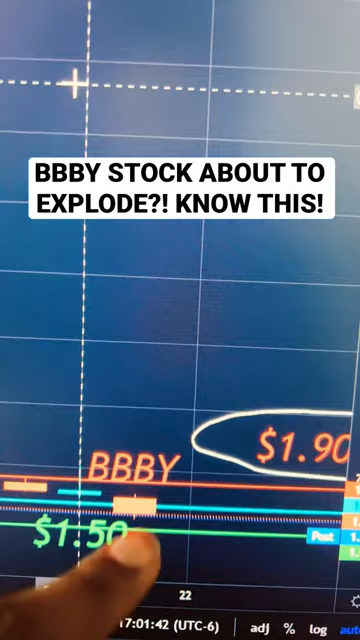 BBBY STOCK ABOUT TO
EXPLODE?! KNOW THIS!
$1.90
BBBY
$1.50
Post
22
17:01:42 (UTC-6)
adj % log auto